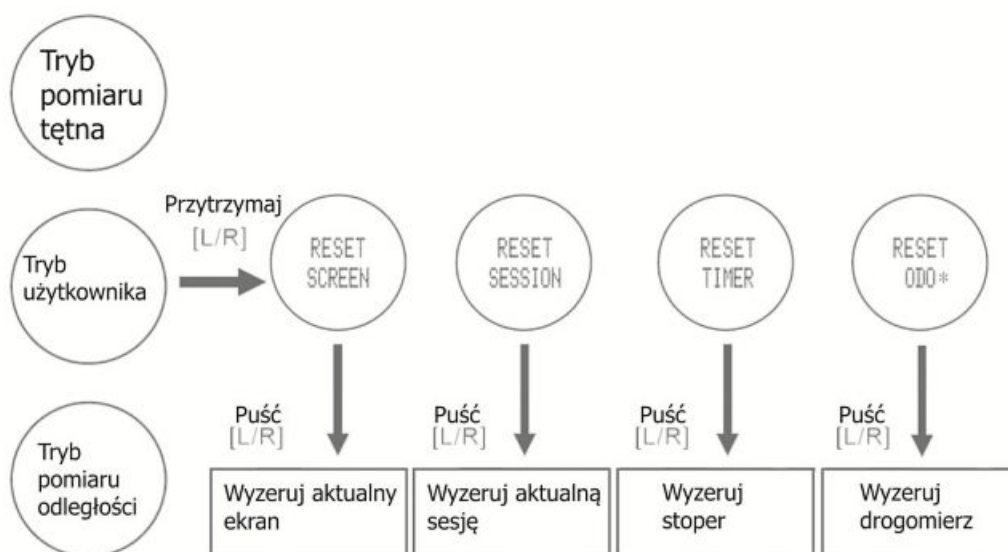 Tryb
pomiaru
tętna
Tryb
użytkownika
Przytrzymaj
[L/R]
RESET
SCREEN
RESET
SESSION
RESET
TIMER
RESET
ODO*
Tryb
pomiaru
odległości
Puść
[L/R]
Puść
[L/R]
Puść
[L/R]
Puść
[L/R]
Wyzeruj aktualny
ekran
Wyzeruj aktualną
sesję
Wyzeruj
stoper
Wyzeruj
drogomierz